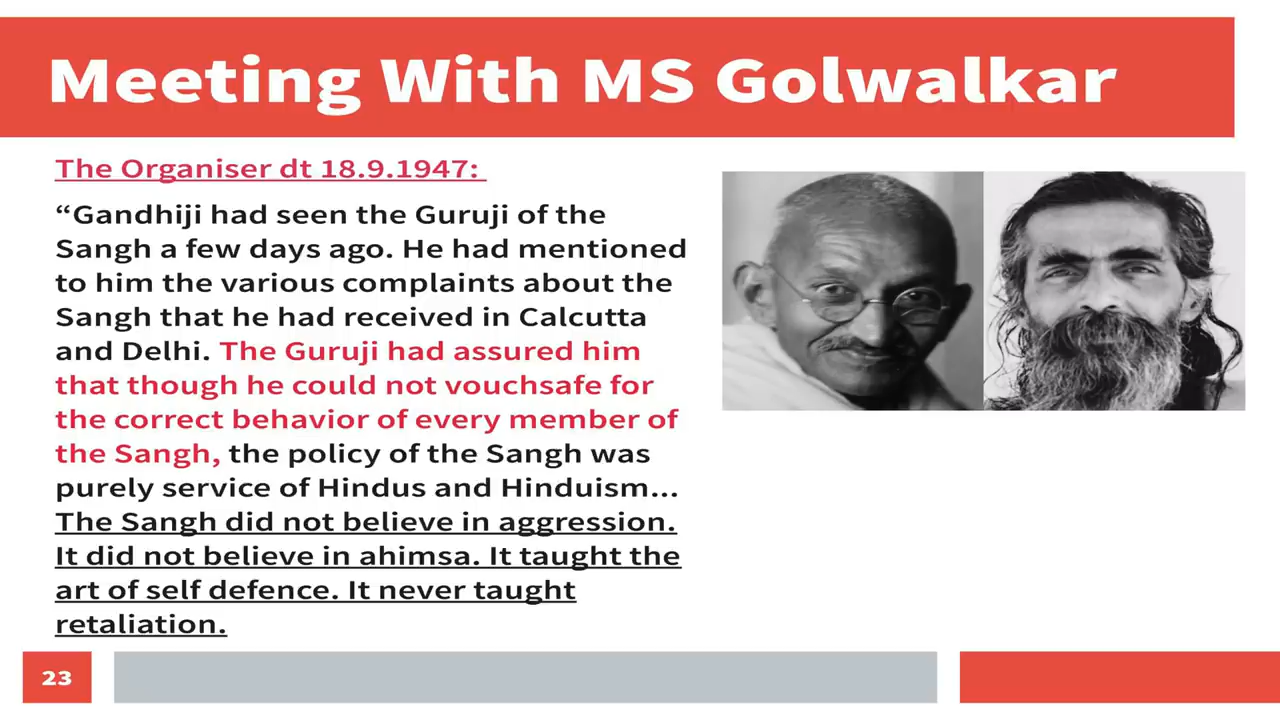 Meeting With MS Golwalkar
The Organiser dt 18.9.1947:
“Gandhiji had seen the Guruji of the
Sangh a few days ago. He had mentioned
to him the various complaints about the
Sangh that he had received in Calcutta
and Delhi. The Guruji had assured him
that though he could not vouchsafe for
the correct behavior of every member of
the Sangh, the policy of the Sangh was
purely service of Hindus and Hinduism...
The Sangh did not believe in aggression.
It did not believe in ahimsa. It taught the
art of self defence. It never taught
retaliation.
23